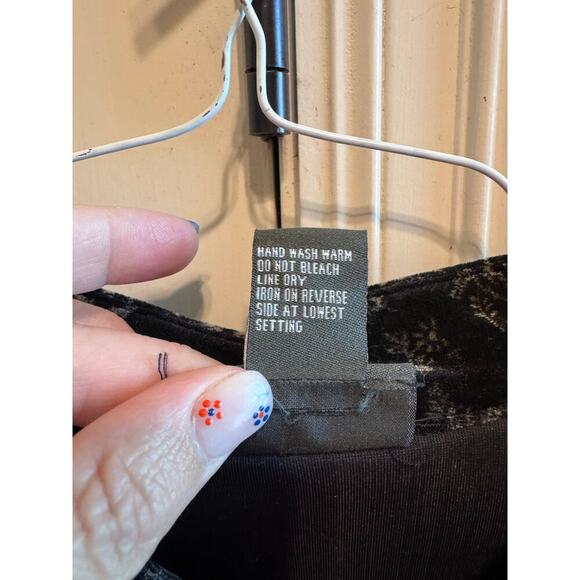 HAND WASH WARM
DO NOT BLEACH
LINE DRY
IRON ON REVERSE
SIDE AT LOWEST
SETTING